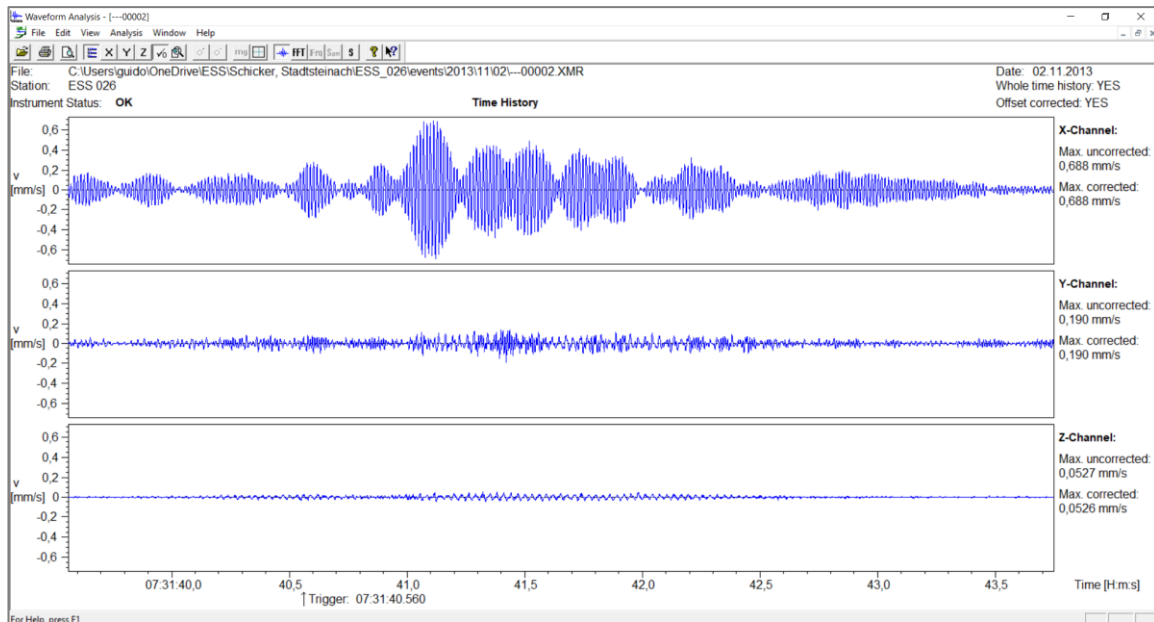 Waveform Analysis - [---00002]
File Edit View Analysis Window Help
X Y Z √0 mg FFT Frq Sum S ? ?
File: C:\Users\guido\OneDrive\ESS\Schicker, Stadtsteinach\ESS_026\events\2013\11\02\---00002.XMR
Date: 02.11.2013
Station: ESS 026
Whole time history: YES
Instrument Status: OK
Time History
Offset corrected: YES
0,6
0,4
0,2
v
[mm/s] 0
-0,2
-0,4
-0,6
X-Channel:
Max. uncorrected:
0,688 mm/s
Max. corrected:
0,688 mm/s
0,6
0,4
0,2
v
[mm/s] 0
-0,2
-0,4
-0,6
Y-Channel:
Max. uncorrected:
0,190 mm/s
Max. corrected:
0,190 mm/s
0,6
0,4
0,2
v
[mm/s] 0
-0,2
-0,4
-0,6
Z-Channel:
Max. uncorrected:
0,0527 mm/s
Max. corrected:
0,0526 mm/s
07:31:40,0 40,5 41,0 41,5 42,0 42,5 43,0 43,5 Time [H:m:s]
↑Trigger: 07:31:40.560
For Help, press F1